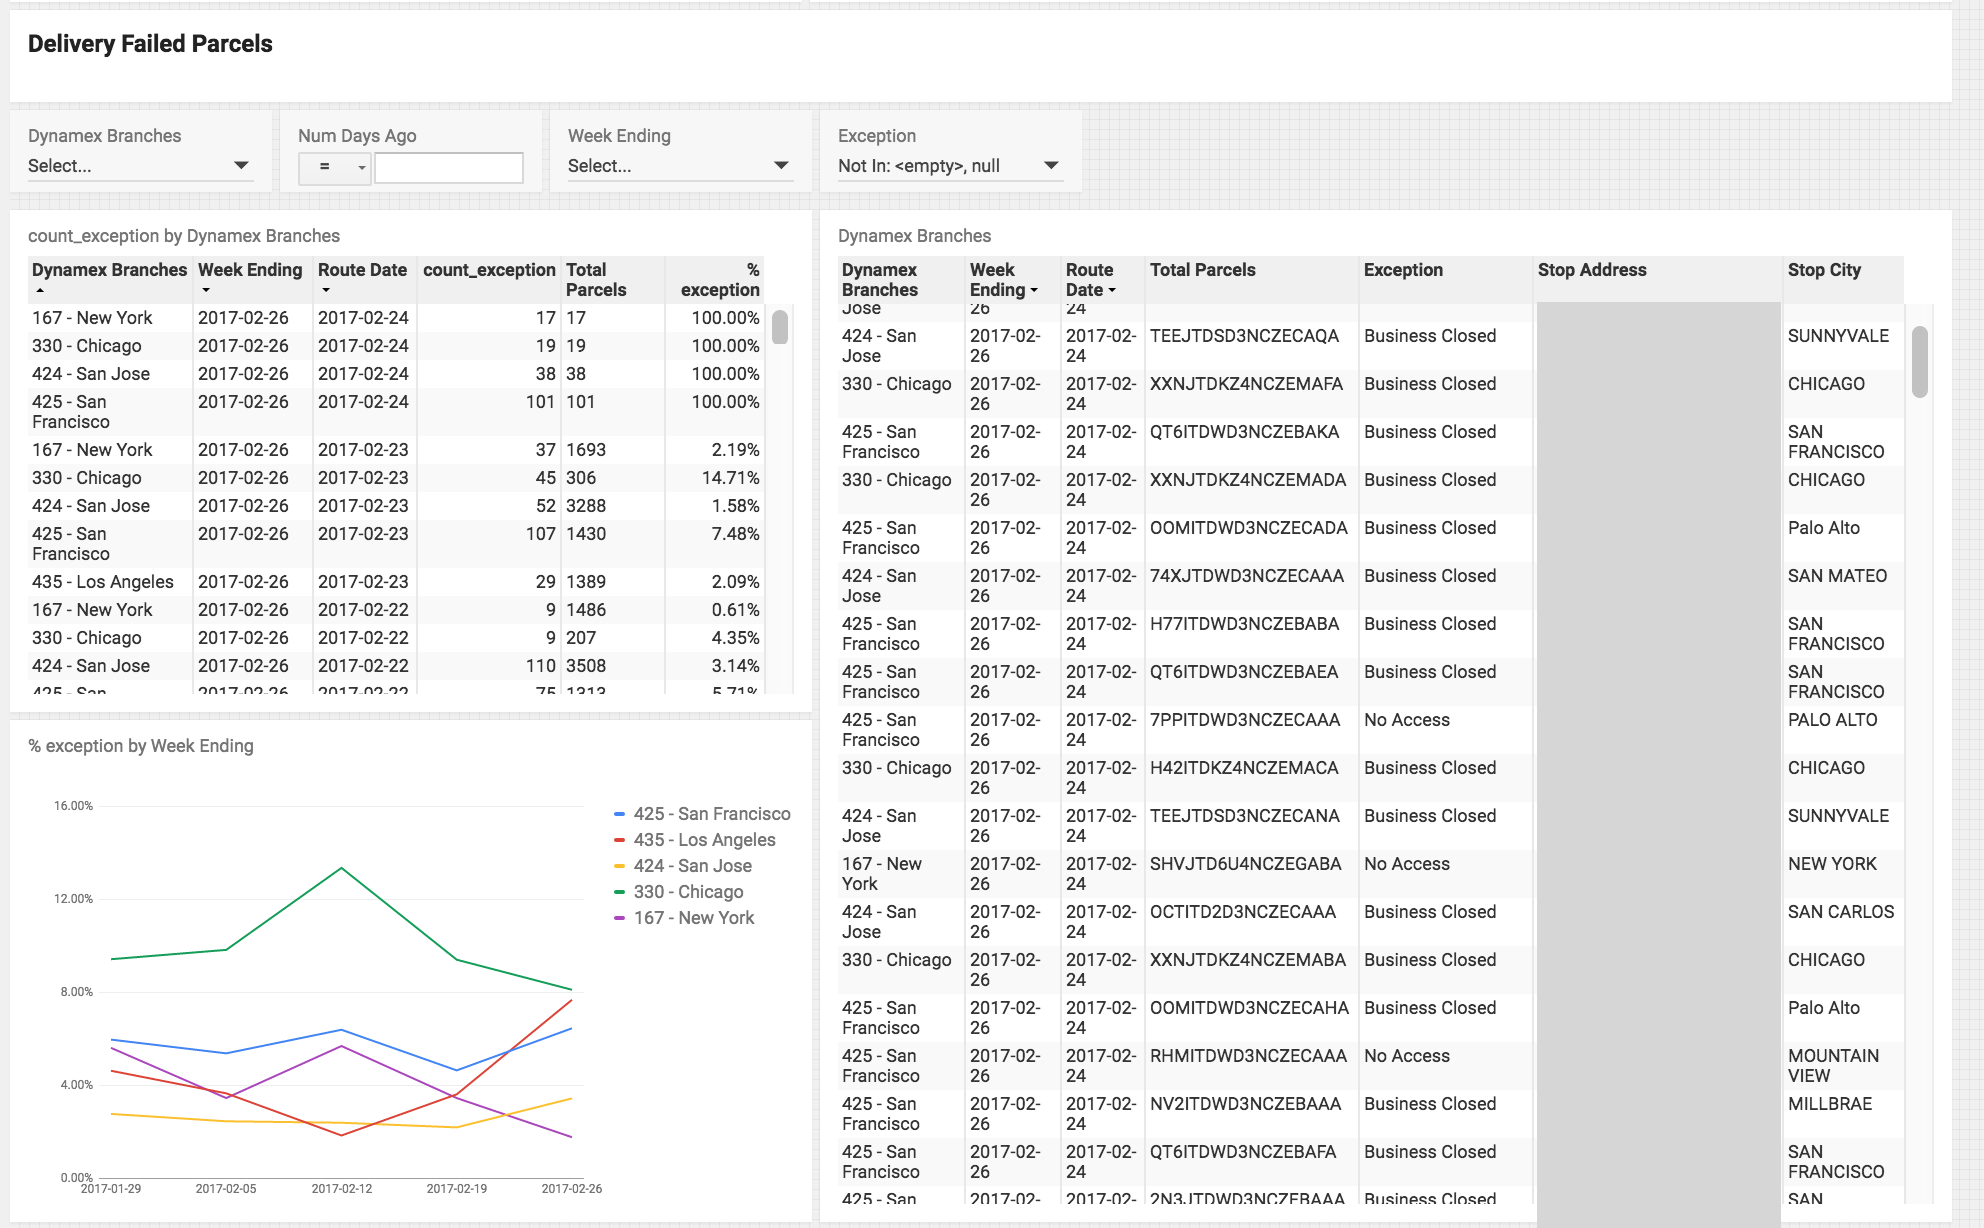 Delivery Failed Parcels
Dynamex Branches
Select...
Num Days Ago
=
Week Ending
Select...
Exception
Not In: <empty>, null
count_exception by Dynamex Branches
Dynamex Branches Week Ending Route Date count_exception Total Parcels % exception
167 - New York 2017-02-26 2017-02-24 17 17 100.00%
330 - Chicago 2017-02-26 2017-02-24 19 19 100.00%
424 - San Jose 2017-02-26 2017-02-24 38 38 100.00%
425 - San Francisco 2017-02-26 2017-02-24 101 101 100.00%
167 - New York 2017-02-26 2017-02-23 37 1693 2.19%
330 - Chicago 2017-02-26 2017-02-23 45 306 14.71%
424 - San Jose 2017-02-26 2017-02-23 52 3288 1.58%
425 - San Francisco 2017-02-26 2017-02-23 107 1430 7.48%
435 - Los Angeles 2017-02-26 2017-02-23 29 1389 2.09%
167 - New York 2017-02-26 2017-02-22 9 1486 0.61%
330 - Chicago 2017-02-26 2017-02-22 9 207 4.35%
424 - San Jose 2017-02-26 2017-02-22 110 3508 3.14%
425 - San 2017-02-26 2017-02-22 75 1313 5.71%
% exception by Week Ending
16.00%
12.00%
8.00%
4.00%
0.00%
2017-01-29 2017-02-05 2017-02-12 2017-02-19 2017-02-26
425 - San Francisco
435 - Los Angeles
424 - San Jose
330 - Chicago
167 - New York
Dynamex Branches
Dynamex Branches Week Ending Route Date Total Parcels Exception Stop Address Stop City
Jose 26 24
424 - San Jose 2017-02-26 2017-02-24 TEEJTDSD3NCZECAQA Business Closed SUNNYVALE
330 - Chicago 2017-02-26 2017-02-24 XXNJTDKZ4NCZEMAFA Business Closed CHICAGO
425 - San Francisco 2017-02-26 2017-02-24 QT6ITDWD3NCZEBAKA Business Closed SAN FRANCISCO
330 - Chicago 2017-02-26 2017-02-24 XXNJTDKZ4NCZEMADA Business Closed CHICAGO
425 - San Francisco 2017-02-26 2017-02-24 OOMITDWD3NCZECADA Business Closed Palo Alto
424 - San Jose 2017-02-26 2017-02-24 74XJTDWD3NCZECAAA Business Closed SAN MATEO
425 - San Francisco 2017-02-26 2017-02-24 H77ITDWD3NCZEBABA Business Closed SAN FRANCISCO
425 - San Francisco 2017-02-26 2017-02-24 QT6ITDWD3NCZEBAEA Business Closed SAN FRANCISCO
425 - San Francisco 2017-02-26 2017-02-24 7PPITDWD3NCZECAAA No Access PALO ALTO
330 - Chicago 2017-02-26 2017-02-24 H42ITDKZ4NCZEMACA Business Closed CHICAGO
424 - San Jose 2017-02-26 2017-02-24 TEEJTDSD3NCZECANA Business Closed SUNNYVALE
167 - New York 2017-02-26 2017-02-24 SHVJTD6U4NCZEGABA No Access NEW YORK
424 - San Jose 2017-02-26 2017-02-24 OCTITD2D3NCZECAAA Business Closed SAN CARLOS
330 - Chicago 2017-02-26 2017-02-24 XXNJTDKZ4NCZEMABA Business Closed CHICAGO
425 - San Francisco 2017-02-26 2017-02-24 OOMITDWD3NCZECAHA Business Closed Palo Alto
425 - San Francisco 2017-02-26 2017-02-24 RHMITDWD3NCZECAAA No Access MOUNTAIN VIEW
425 - San Francisco 2017-02-26 2017-02-24 NV2ITDWD3NCZEBAAA Business Closed MILLBRAE
425 - San Francisco 2017-02-26 2017-02-24 QT6ITDWD3NCZEBAFA Business Closed SAN FRANCISCO
425 - San 2017-02- 2017-02- 2N3JTDWD3NCZEBAAA Business Closed SAN